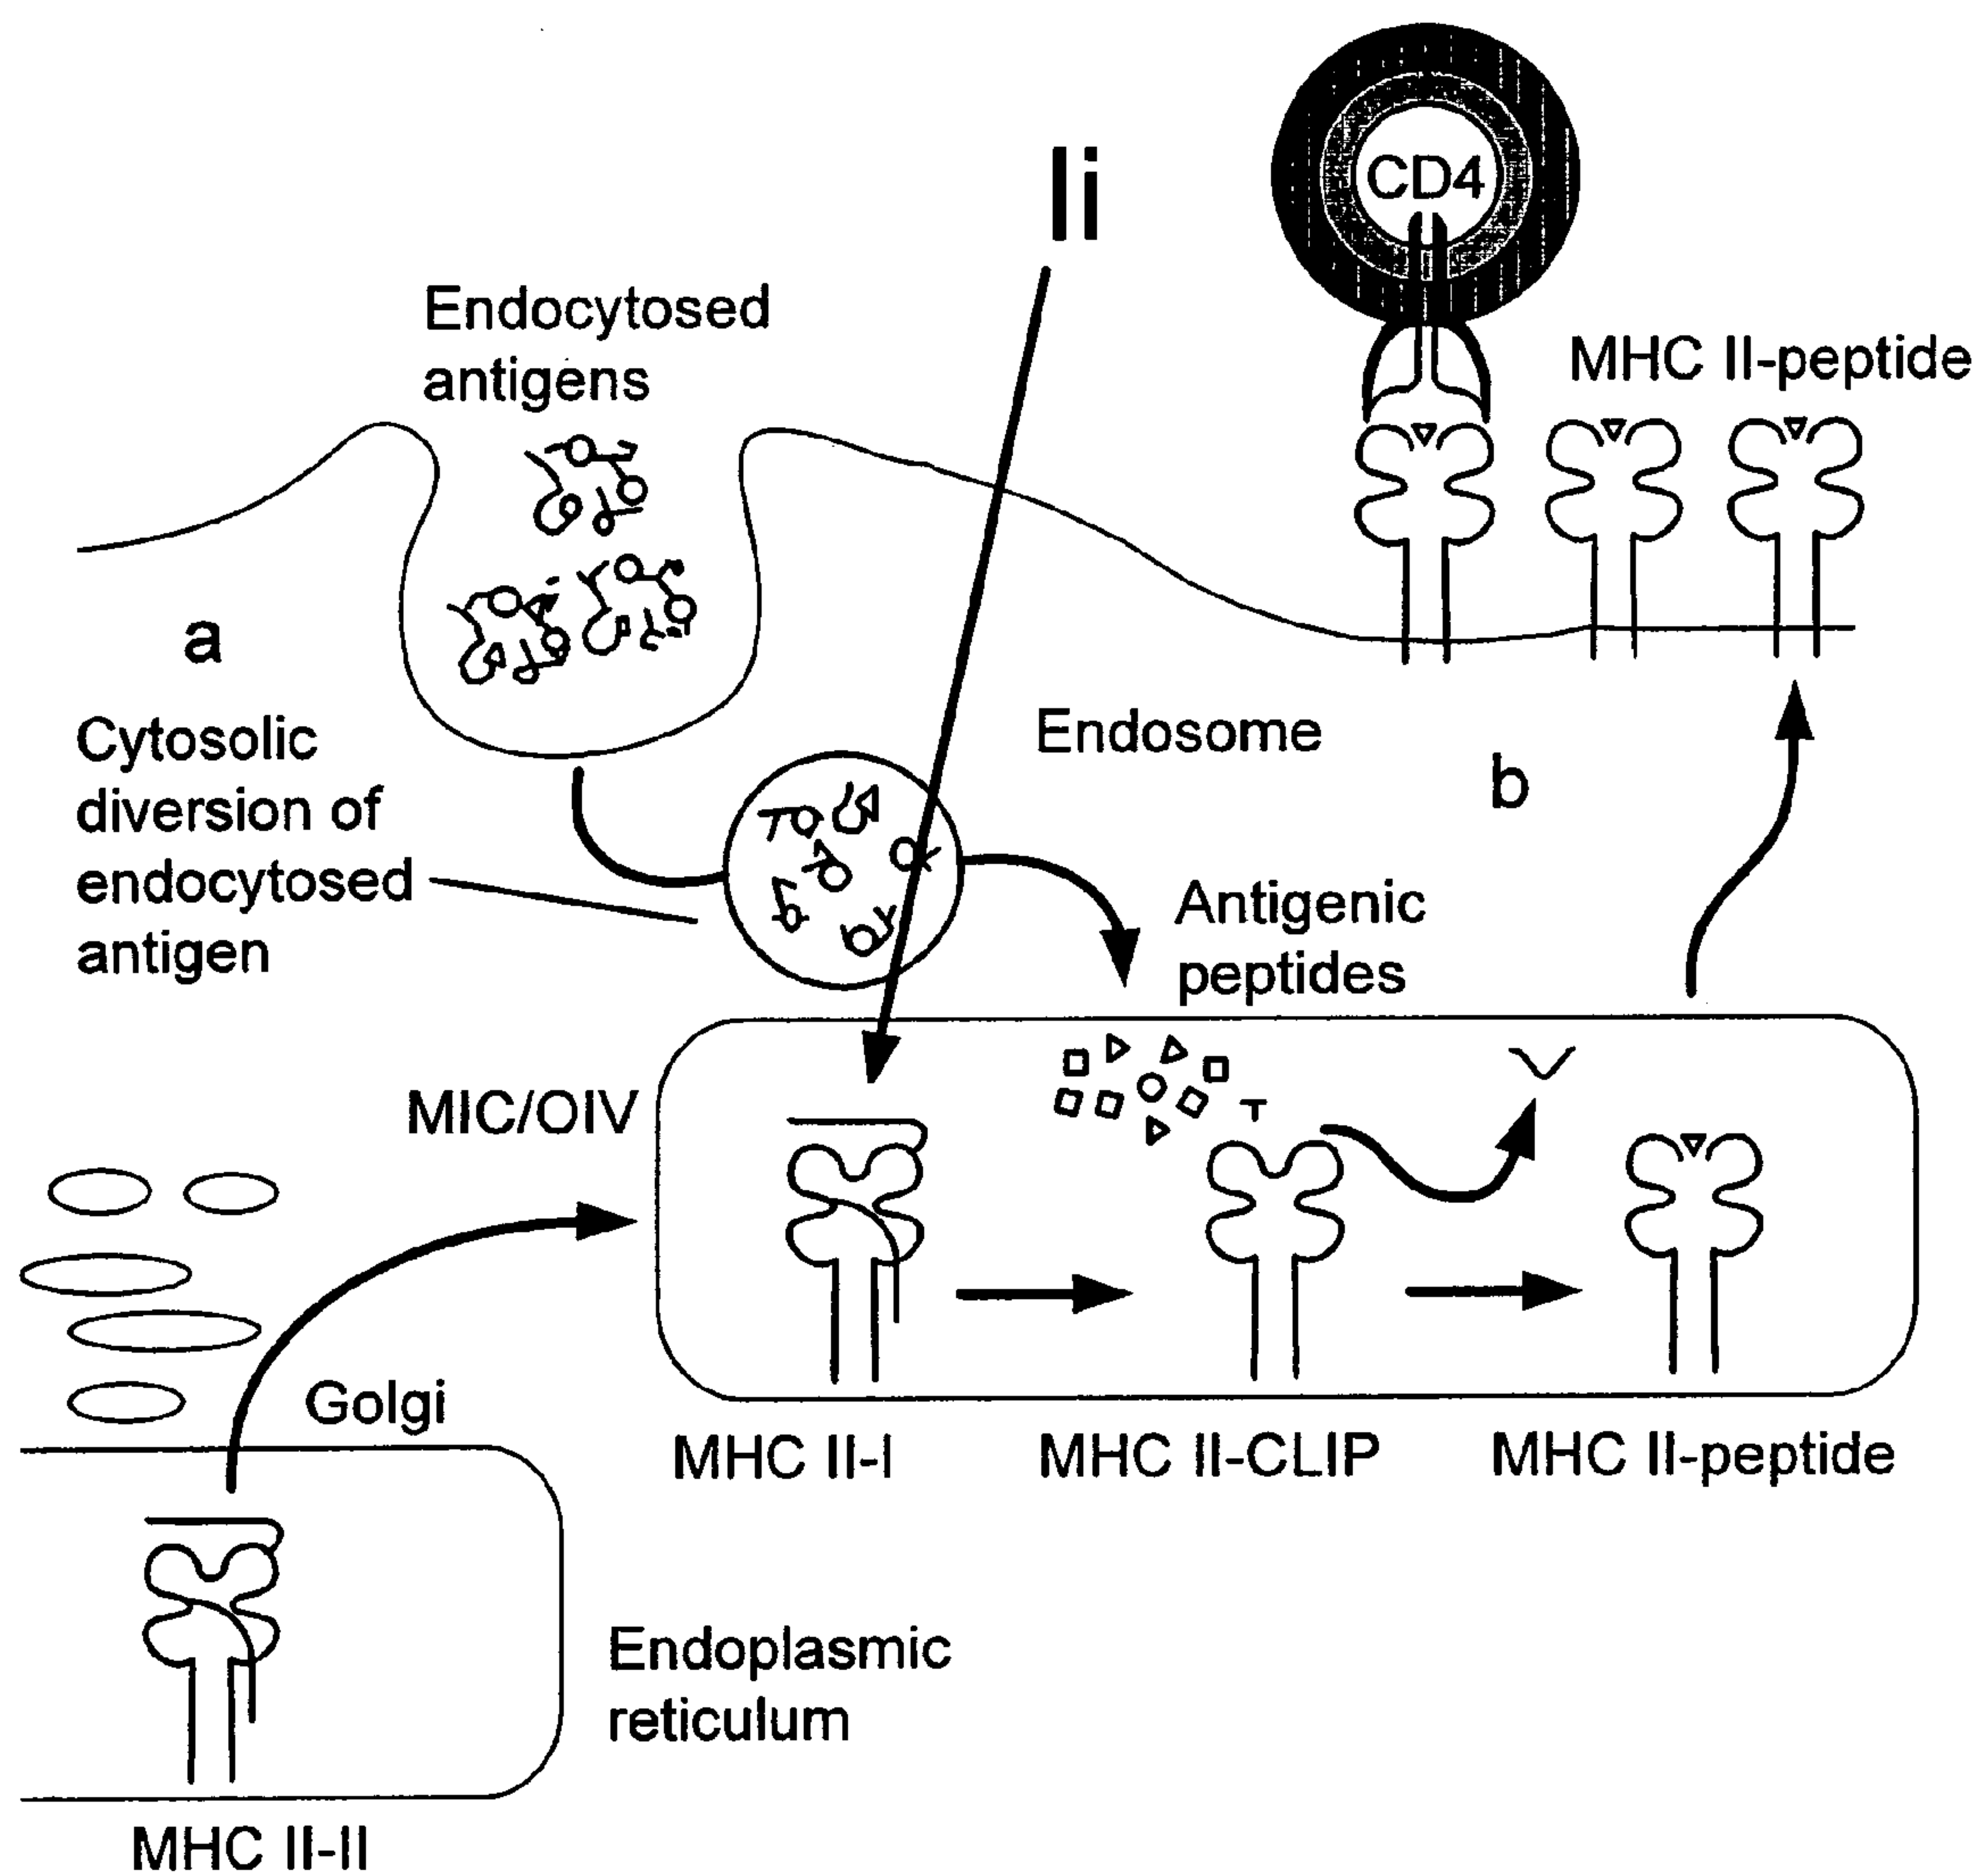 Ii
CD4
Endocytosed
antigens
MHC II-peptide
a
Cytosolic
diversion of
endocytosed
antigen
Endosome
b
Antigenic
peptides
MIC/OIV
Golgi
MHC II-I
MHC II-CLIP
MHC II-peptide
Endoplasmic
reticulum
MHC II-II